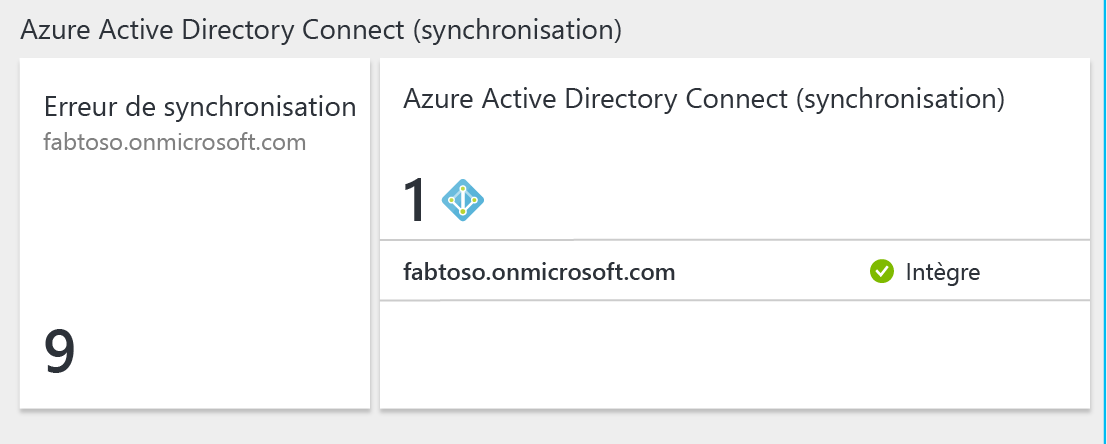 Azure Active Directory Connect (synchronisation)
Erreur de synchronisation
fabtoso.onmicrosoft.com
9
Azure Active Directory Connect (synchronisation)
1
fabtoso.onmicrosoft.com Intègre